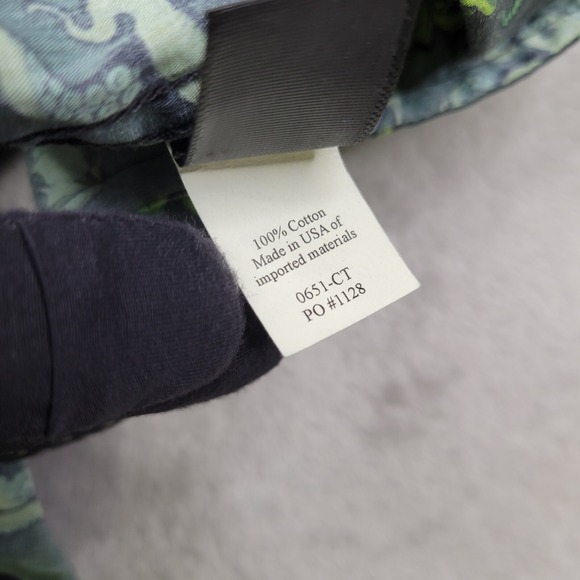 100% Cotton
Made in USA of
imported materials
0651-CT
PO #1128